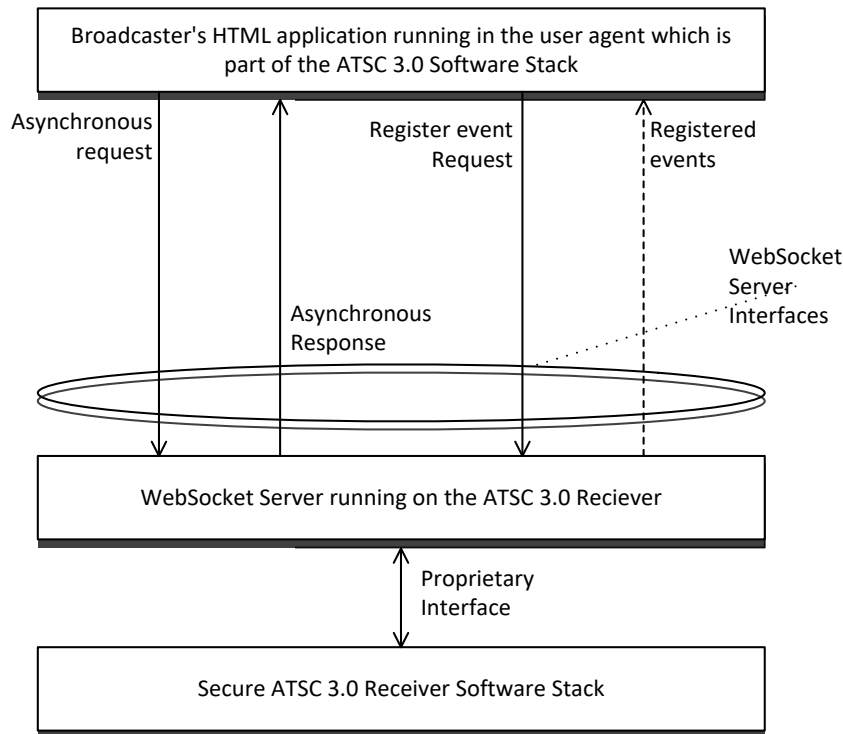 Broadcaster's HTML application running in the user agent which is
part of the ATSC 3.0 Software Stack
Asynchronous
request
Register event
Request
Registered
events
WebSocket
Server
Interfaces
Asynchronous
Response
WebSocket Server running on the ATSC 3.0 Reciever
Proprietary
Interface
Secure ATSC 3.0 Receiver Software Stack